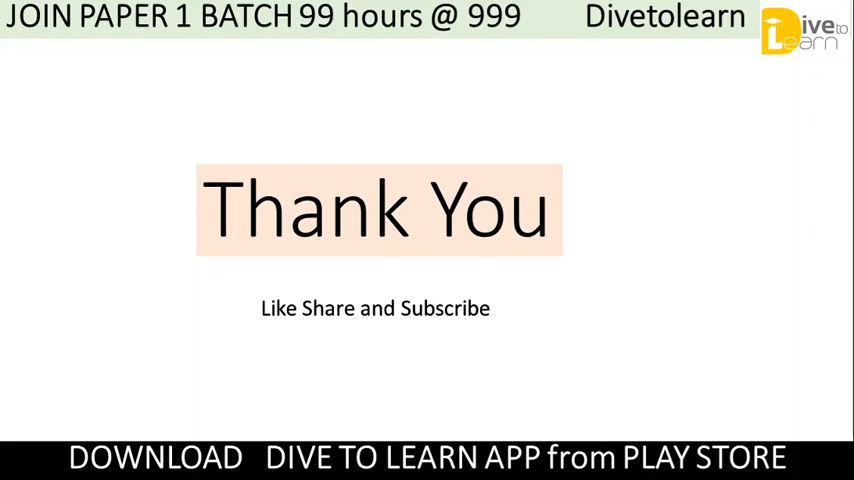 JOIN PAPER 1 BATCH 99 hours @ 999 Divetolearn
Dive to
Learn
Thank You
Like Share and Subscribe
DOWNLOAD DIVE TO LEARN APP from PLAY STORE